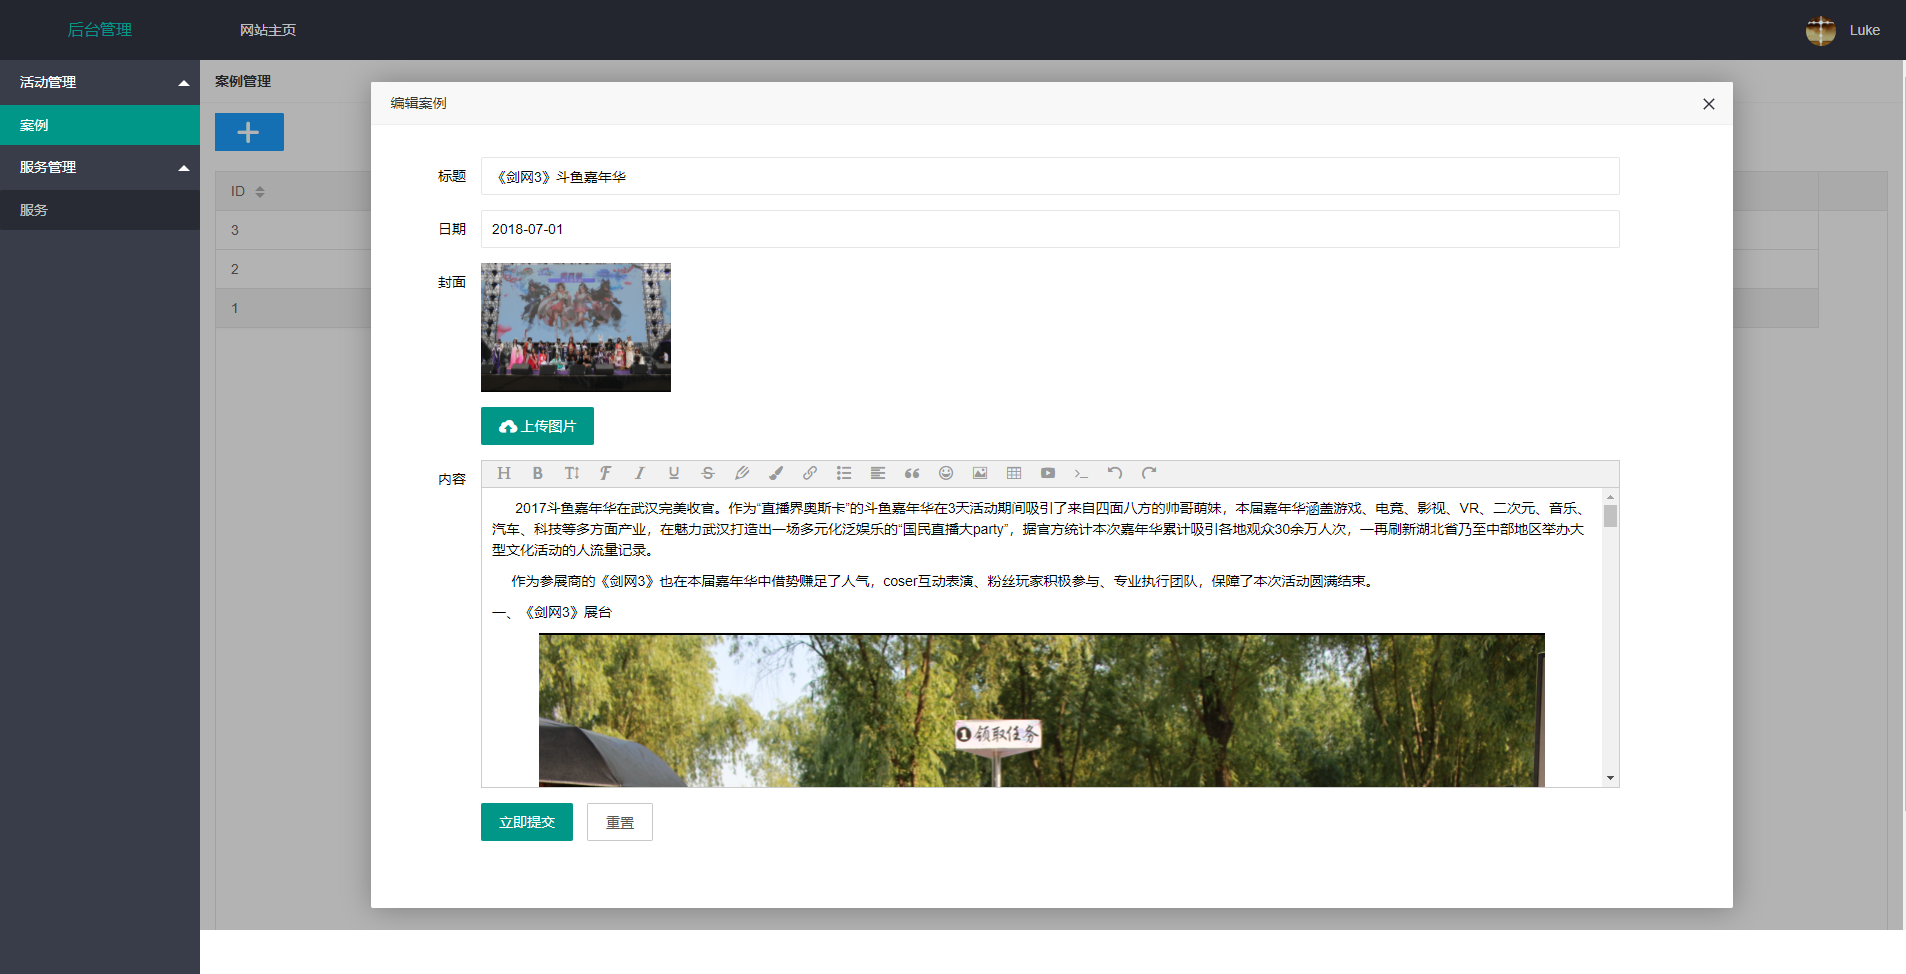 后台管理
网站主页
Luke
活动管理
案例
服务管理
服务
案例管理
ID
3
2
1
编辑案例
标题
《剑网3》斗鱼嘉年华
日期
2018-07-01
封面
上传图片
内容
2017斗鱼嘉年华在武汉完美收官。作为“直播界奥斯卡”的斗鱼嘉年华在3天活动期间吸引了来自四面八方的帅哥萌妹，本届嘉年华涵盖游戏、电竞、影视、VR、二次元、音乐、
汽车、科技等多方面产业，在魅力武汉打造出一场多元化泛娱乐的“国民直播大party”，据官方统计本次嘉年华累计吸引各地观众30余万人次，一再刷新湖北省乃至中部地区举办大
型文化活动的人流量记录。
作为参展商的《剑网3》也在本届嘉年华中借势赚足了人气，coser互动表演、粉丝玩家积极参与、专业执行团队，保障了本次活动圆满结束。
一、《剑网3》展台
1领取任务
立即提交
重置